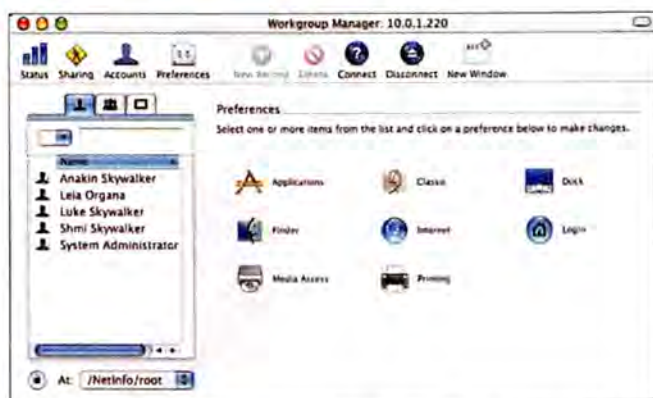 Workgroup Manager: 10.0.1.220
Status Sharing Accounts Preferences New Record Delete Connect Disconnect New Window
Preferences
Select one or more items from the list and click on a preference below to make changes.
Name
Anakin Skywalker
Leia Organa
Luke Skywalker
Shmi Skywalker
System Administrator
Applications Classic Dock
Finder Internet Login
Media Access Printing
At: /NetInfo/root